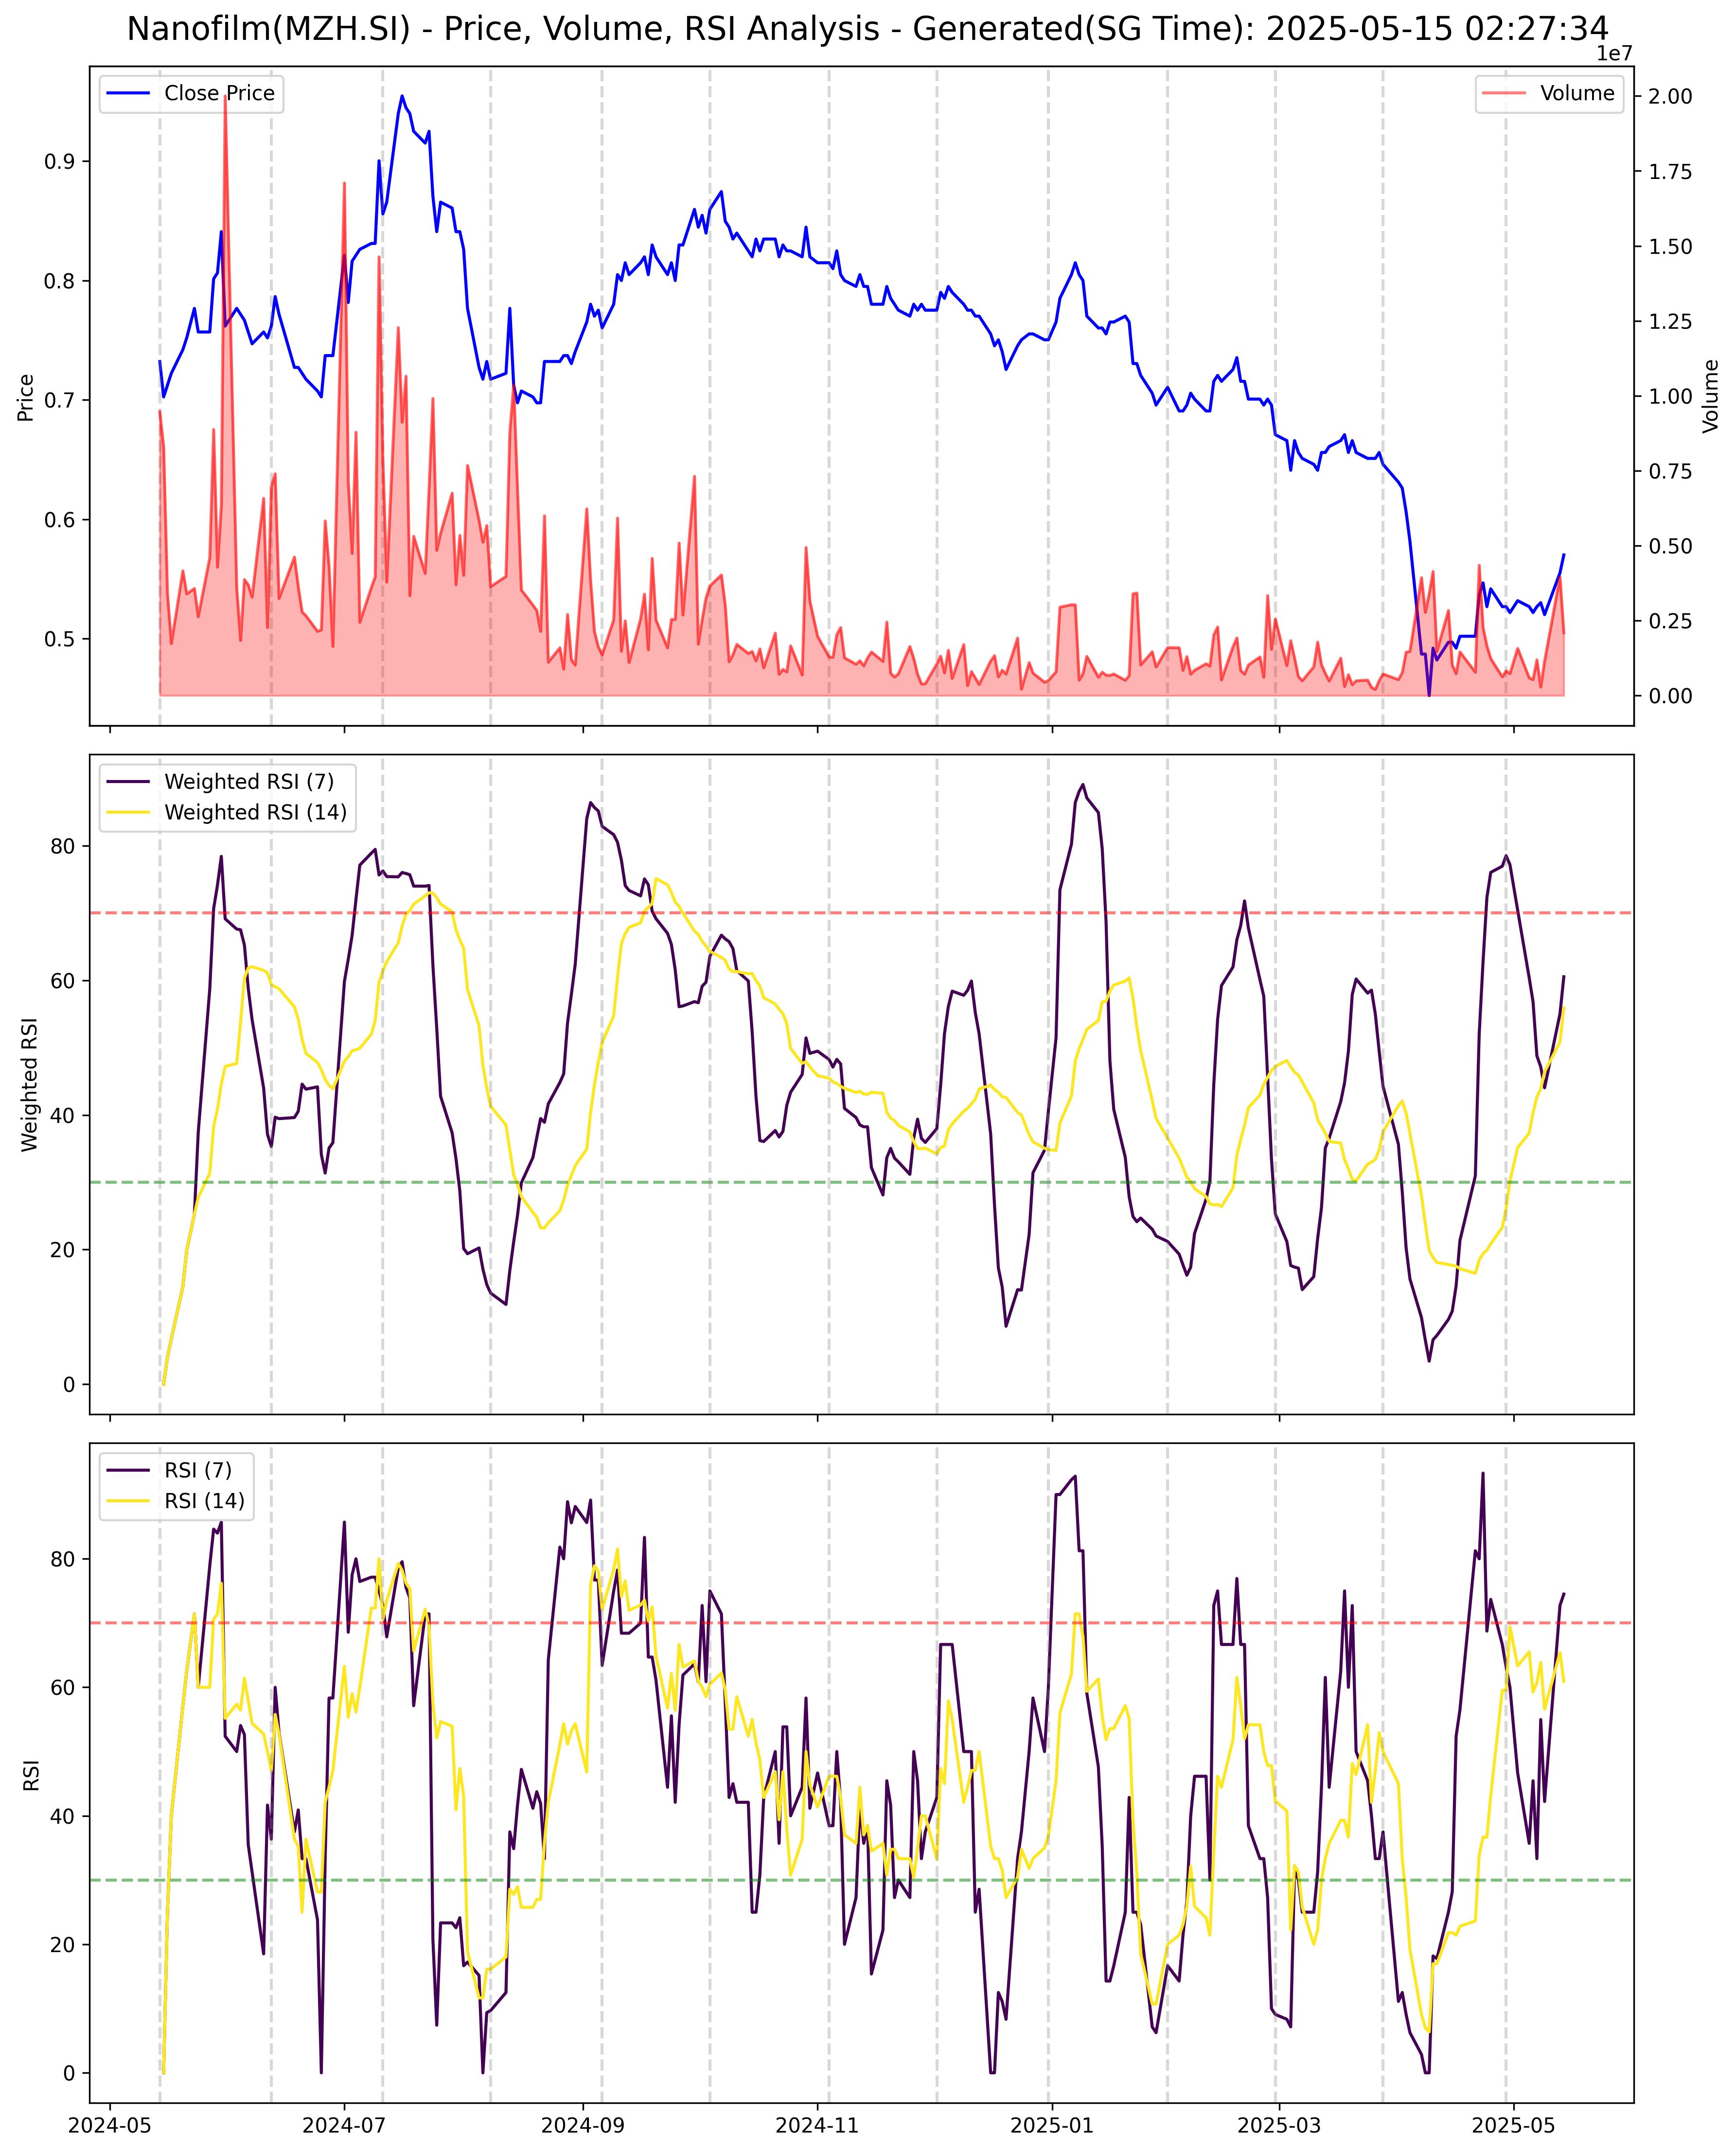 Nanofilm(MZH.SI) - Price, Volume, RSI Analysis - Generated(SG Time): 2025-05-15 02:27:34
1e7
Close Price
Volume
2.00
0.9
1.75
1.50
0.8
1.25
0.7
1.00
Price
Volume
0.75
0.6
0.50
0.5
0.25
0.00
Weighted RSI (7)
Weighted RSI (14)
80
60
Weighted RSI
40
20
0
RSI (7)
RSI (14)
80
60
RSI
40
20
0
2024-05
2024-07
2024-09
2024-11
2025-01
2025-03
2025-05